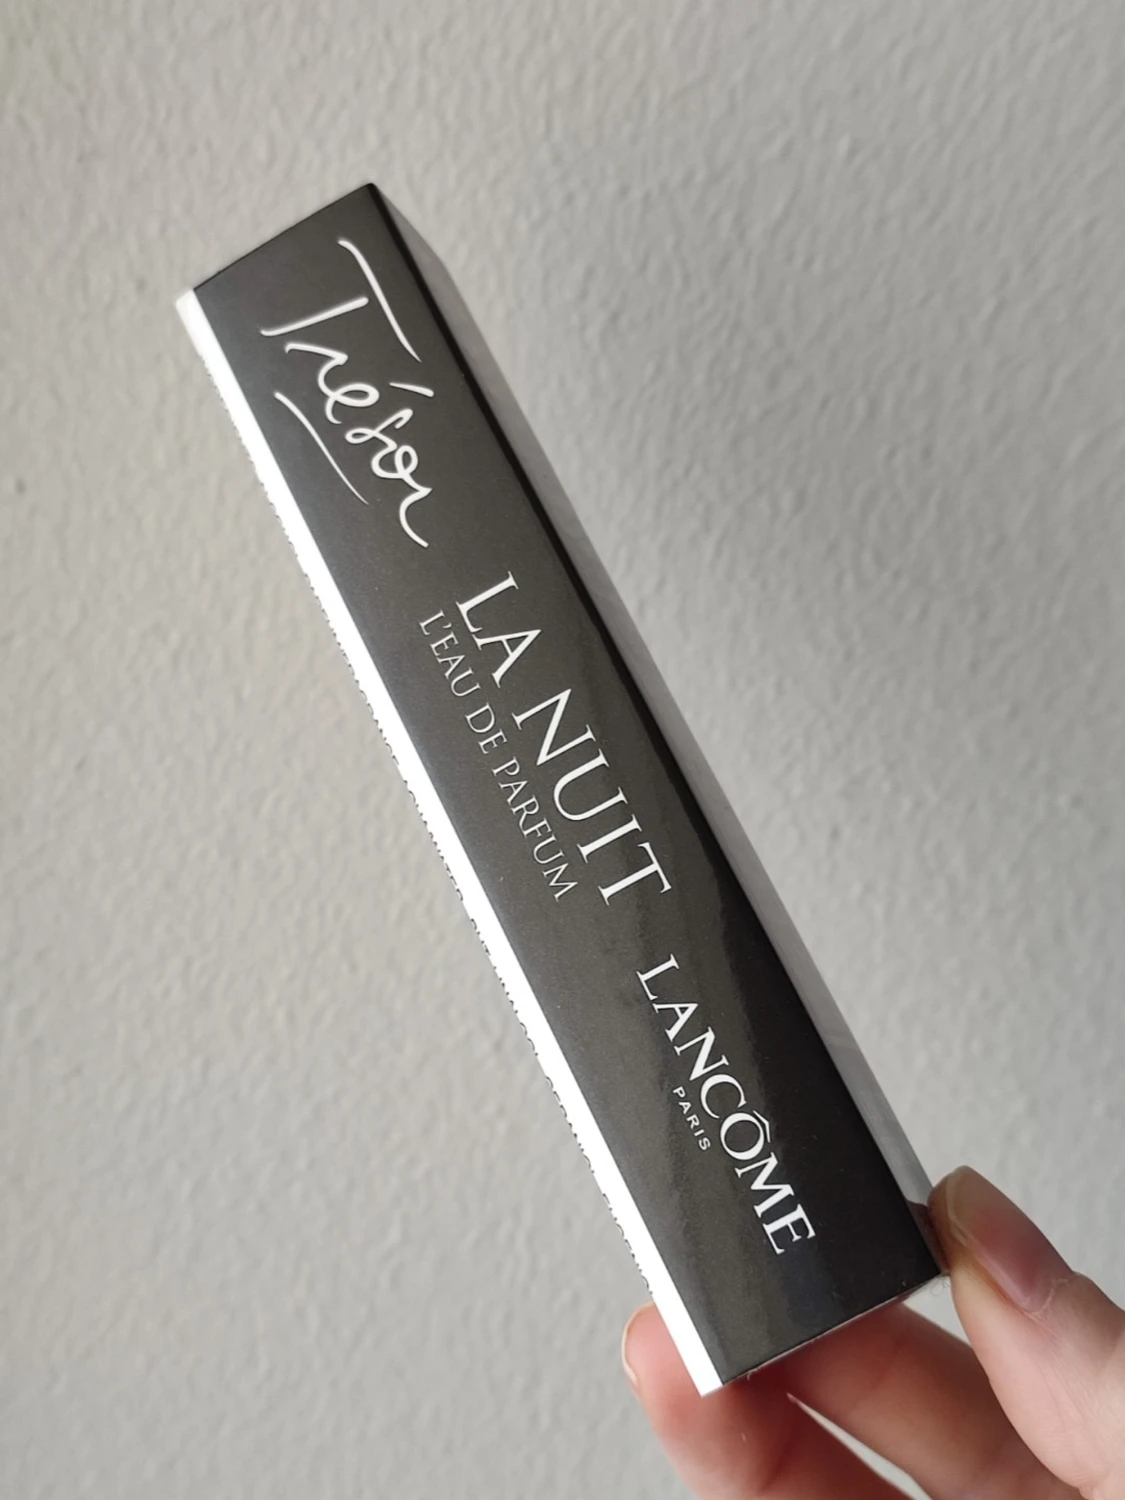 Trésor
LA NUIT
L'EAU DE PARFUM
LANCÔME
PARIS